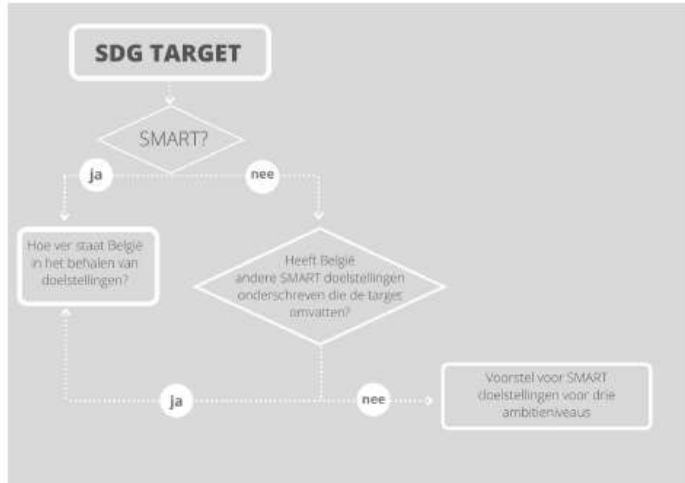 SDG TARGET
SMART?
ja
nee
Hoe ver staat België
in het behalen van
doelstellingen?
Heeft België
andere SMART doelstellingen
onderschreven die de target
omvatten?
ja
nee
Voorstel voor SMART
doelstellingen voor drie
ambitieniveaus